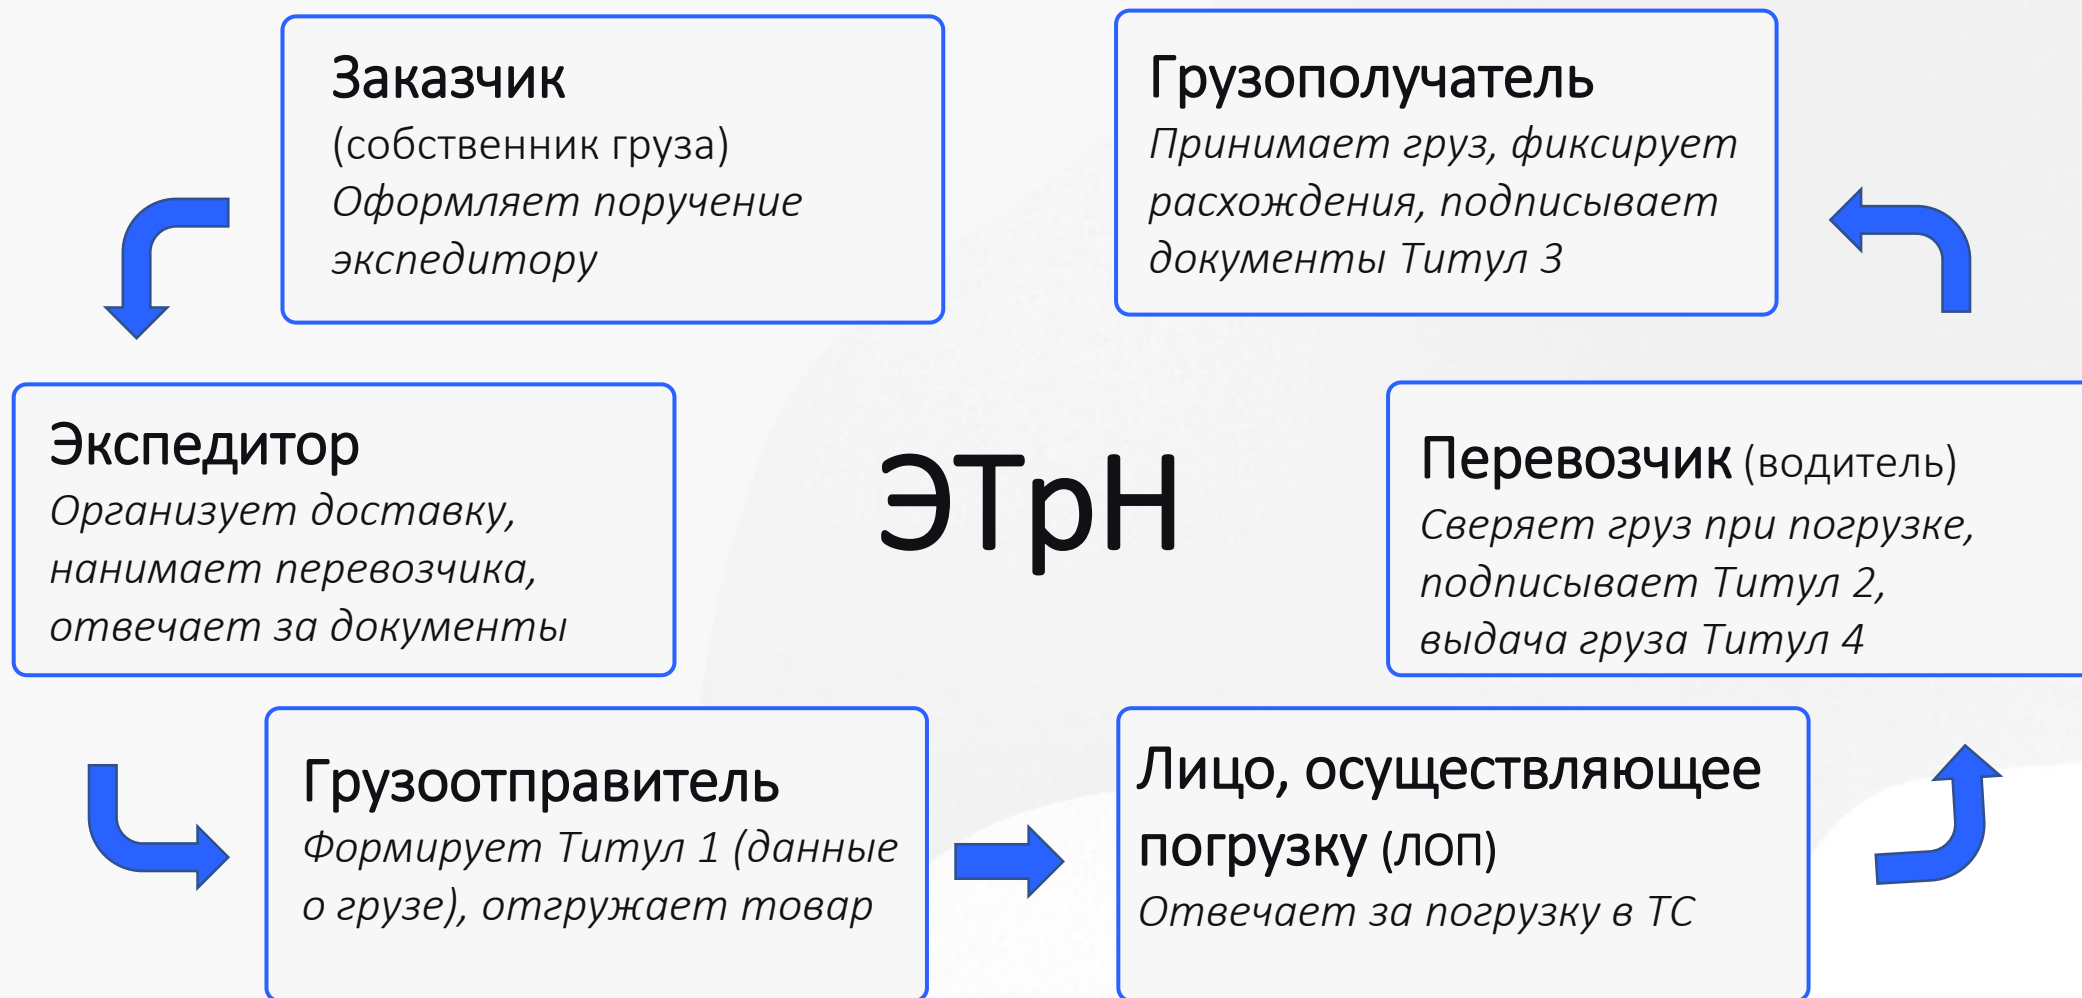 Заказчик
(собственник груза)
Оформляет поручение
экспедитору
Грузополучатель
Принимает груз, фиксирует
расхождения, подписывает
документы Титул 3
Экспедитор
Организует доставку,
нанимает перевозчика,
отвечает за документы
ЭТрН
Перевозчик (водитель)
Сверяет груз при погрузке,
подписывает Титул 2,
выдача груза Титул 4
Грузоотправитель
Формирует Титул 1 (данные
о грузе), отгружает товар
Лицо, осуществляющее
погрузку (ЛОП)
Отвечает за погрузку в ТС